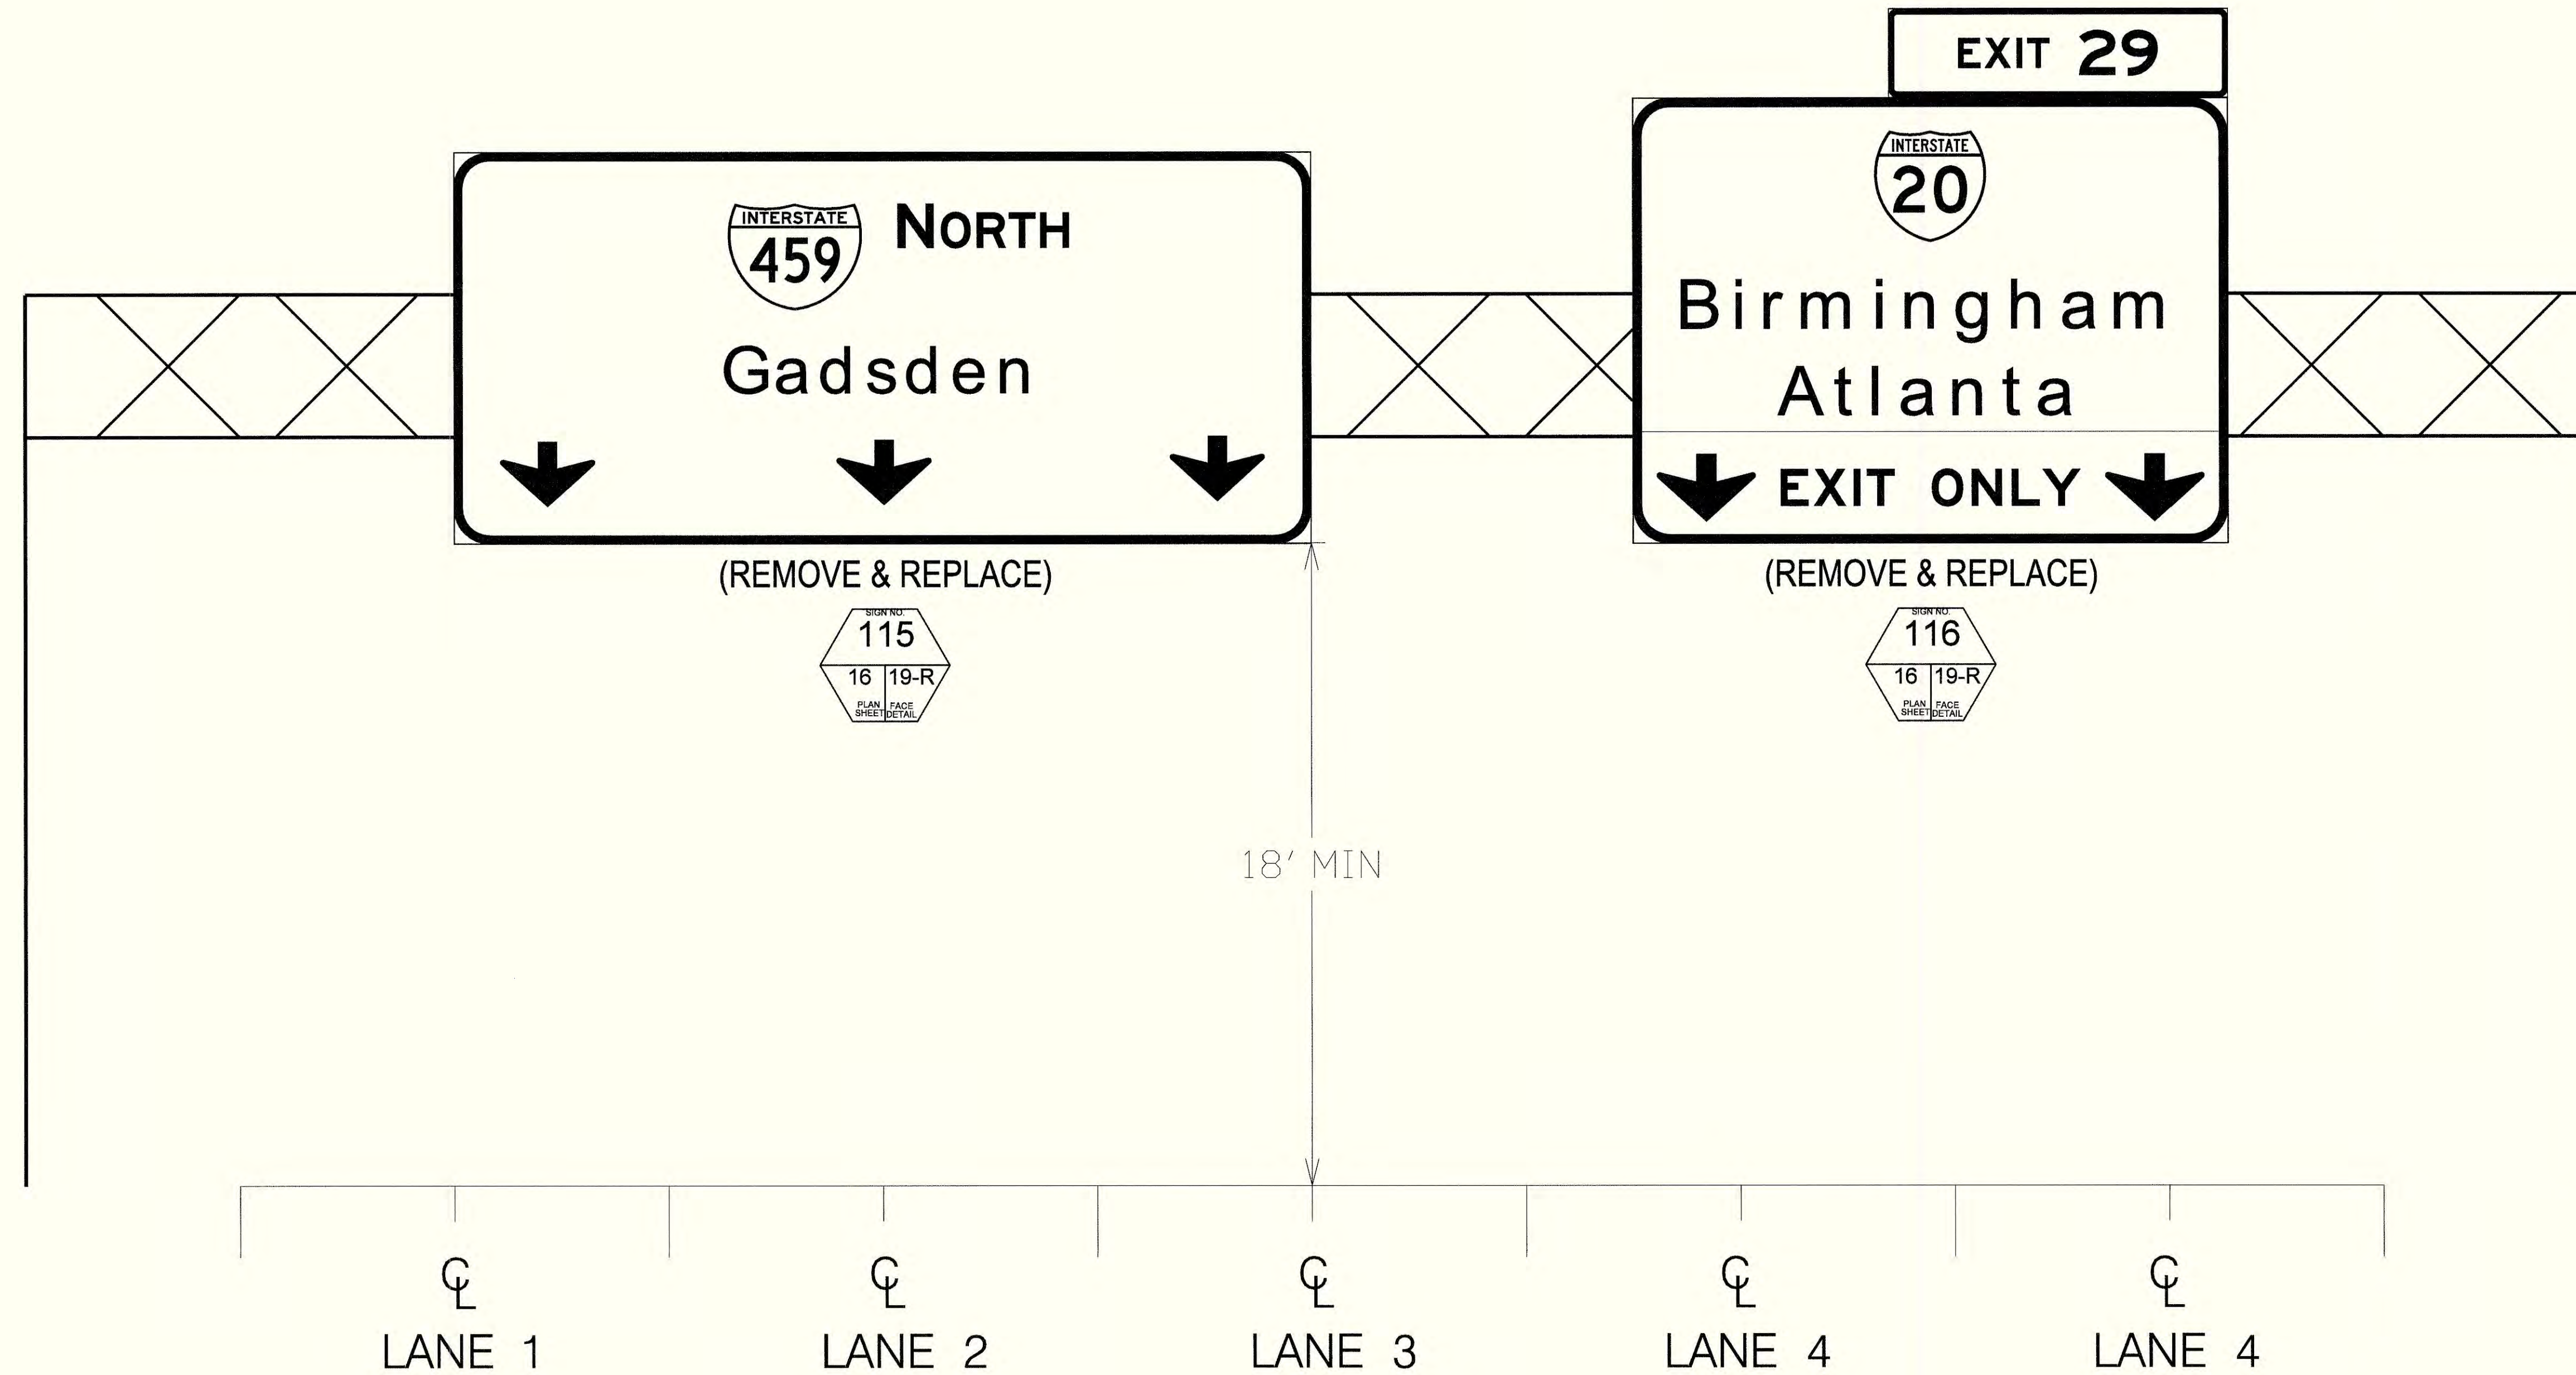 EXIT 29
INTERSTATE
459
NORTH
Gadsden
INTERSTATE
20
Birmingham
Atlanta
EXIT ONLY
(REMOVE & REPLACE)
SIGN NO.
115
16 19-R
PLAN SHEET
FACE DETAIL
(REMOVE & REPLACE)
SIGN NO.
116
16 19-R
PLAN SHEET
FACE DETAIL
18' MIN
CL CL CL CL CL
LANE 1 LANE 2 LANE 3 LANE 4 LANE 4